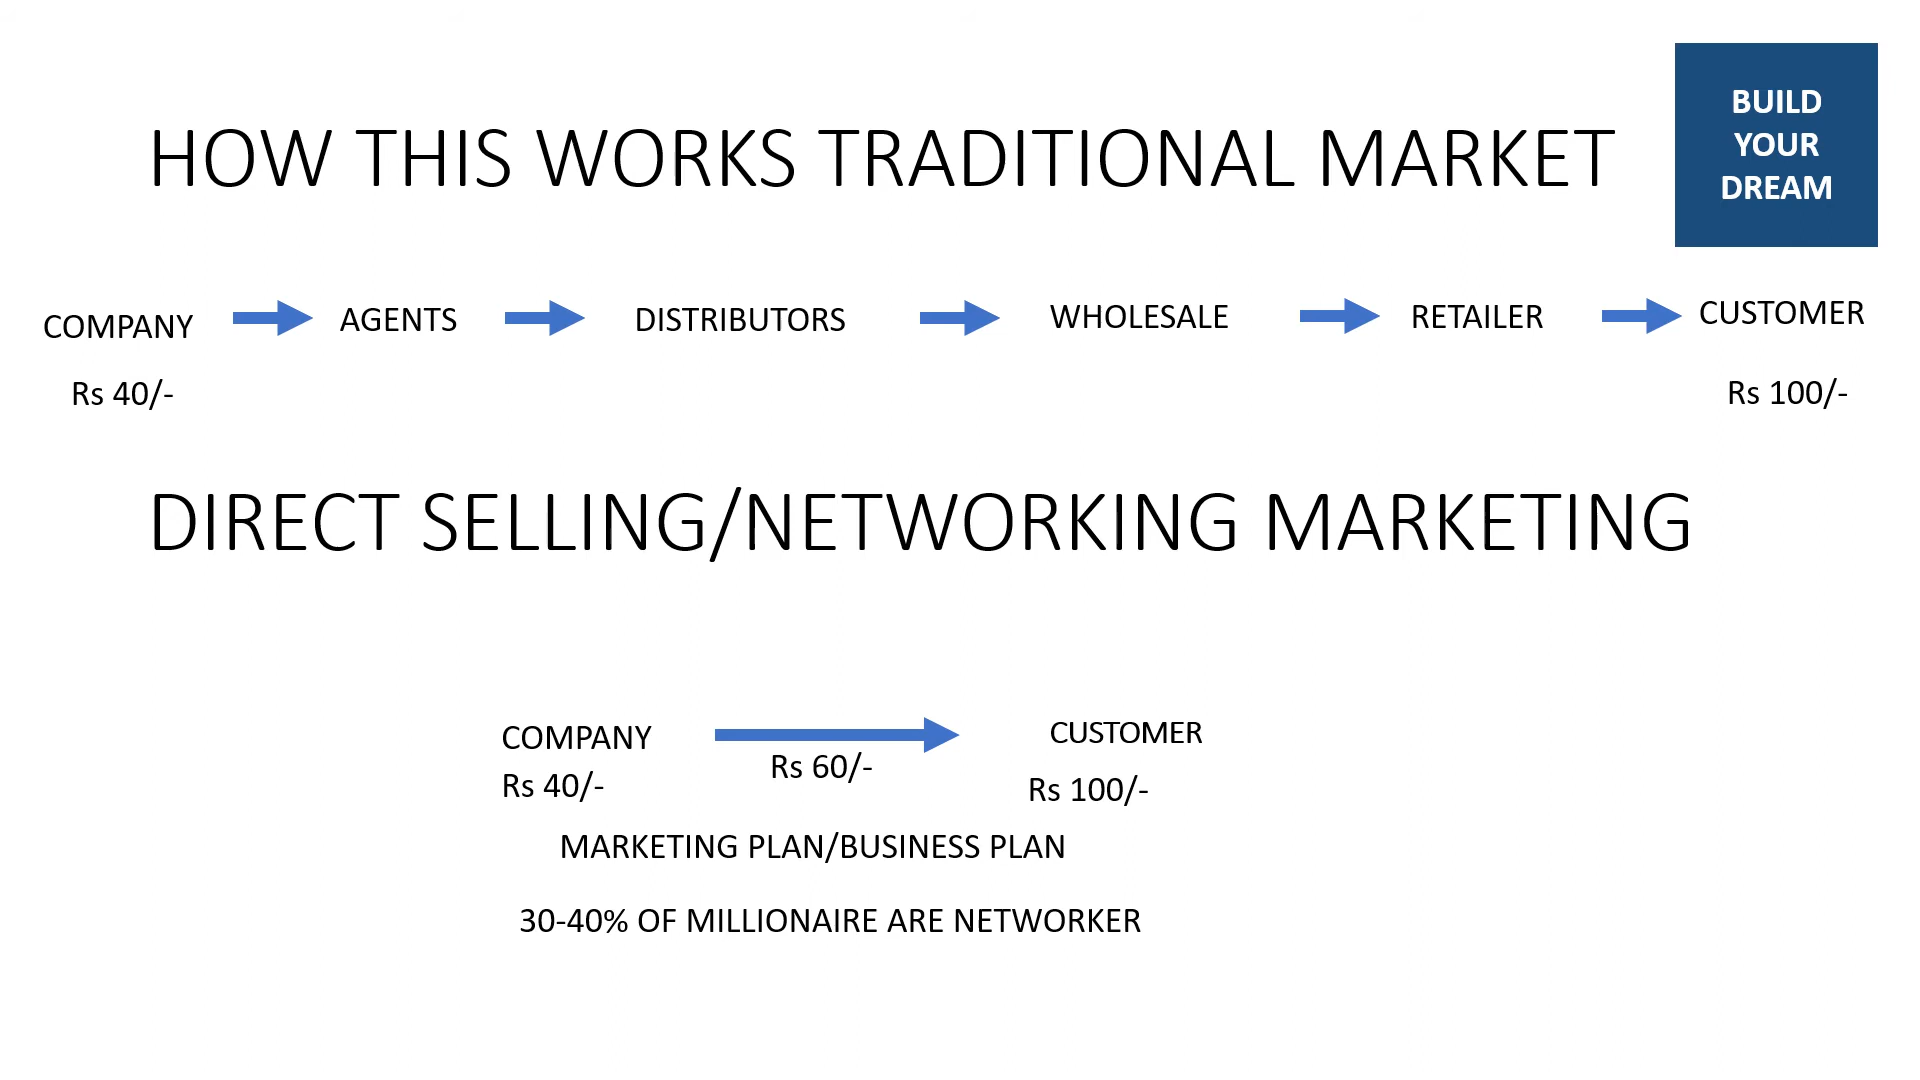 BUILD
YOUR
DREAM
HOW THIS WORKS TRADITIONAL MARKET
COMPANY
AGENTS
DISTRIBUTORS
WHOLESALE
RETAILER
CUSTOMER
Rs 40/-
Rs 100/-
DIRECT SELLING/NETWORKING MARKETING
COMPANY
CUSTOMER
Rs 40/-
Rs 60/-
Rs 100/-
MARKETING PLAN/BUSINESS PLAN
30-40% OF MILLIONAIRE ARE NETWORKER